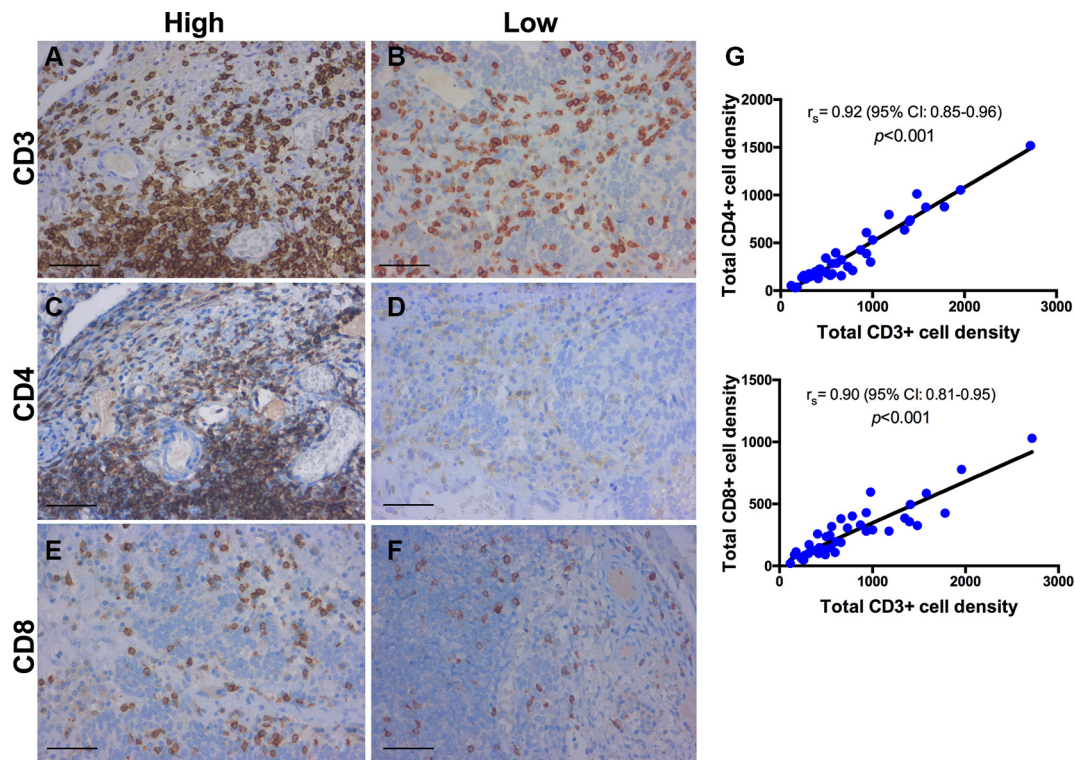 High
Low
G
CD3
A
B
CD4
C
D
CD8
E
F
Total CD4+ cell density
2000
1500
1000
500
0
rs= 0.92 (95% CI: 0.85-0.96)
p<0.001
0
1000
2000
3000
Total CD3+ cell density
Total CD8+ cell density
1500
1000
500
0
rs= 0.90 (95% CI: 0.81-0.95)
p<0.001
0
1000
2000
3000
Total CD3+ cell density